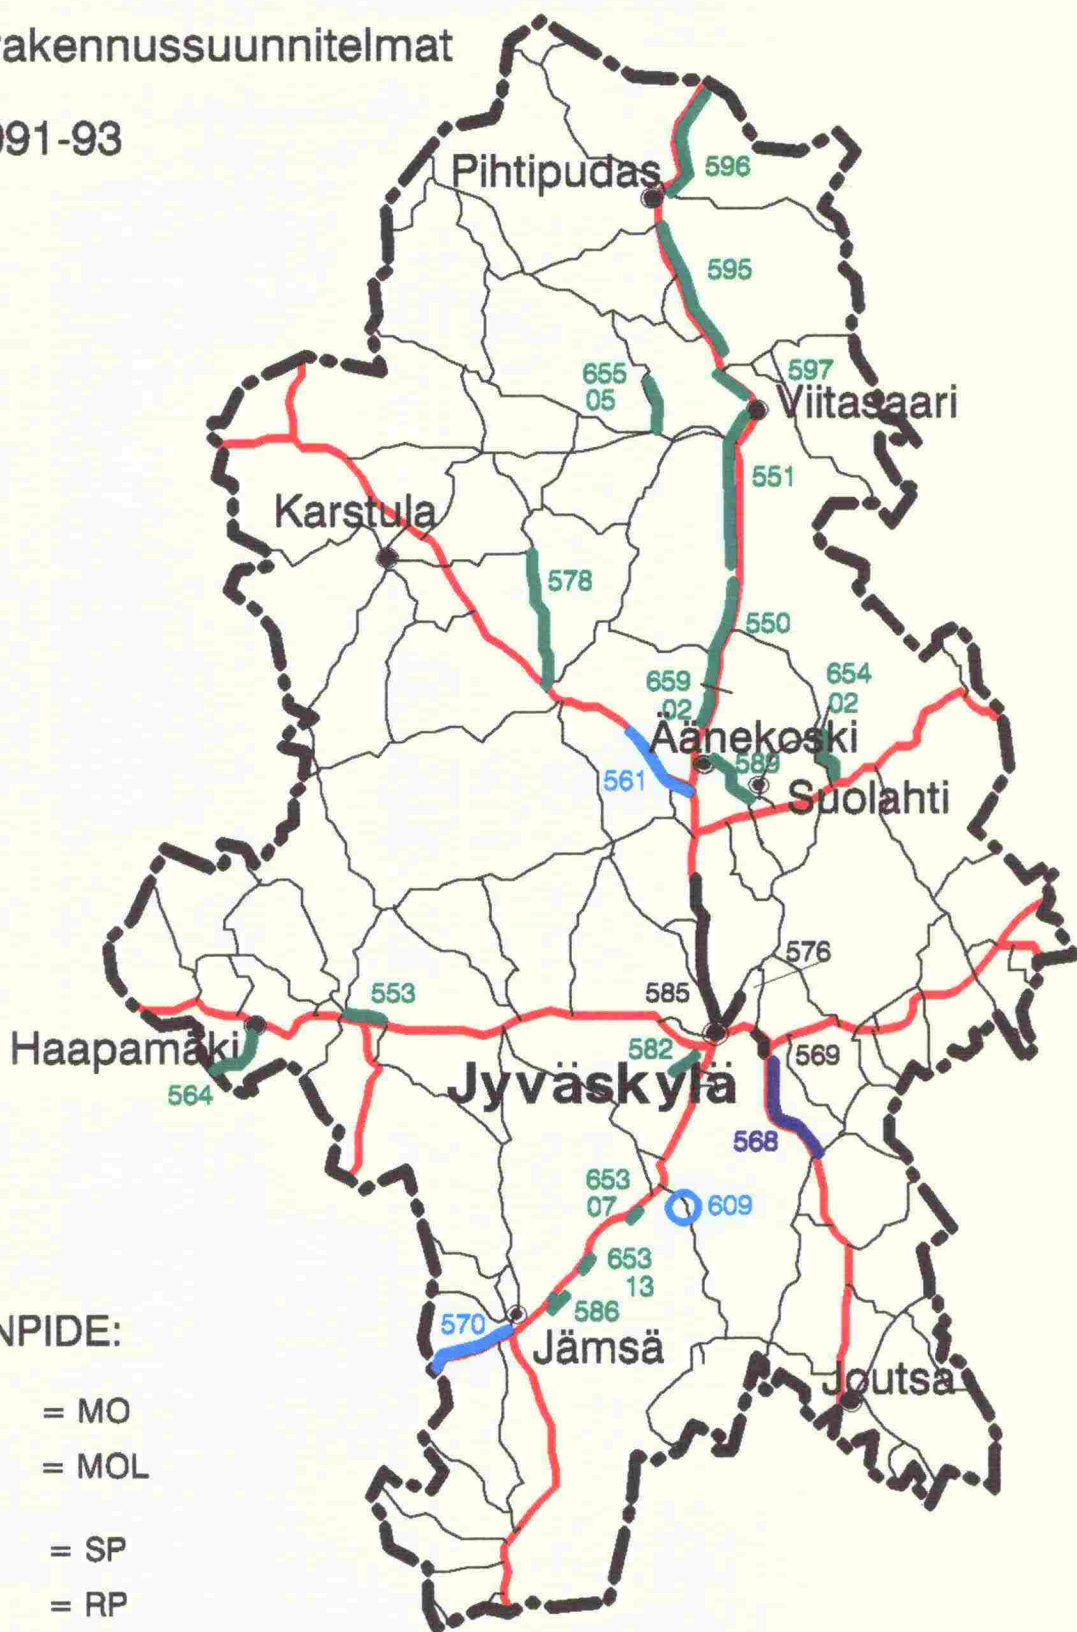 rakennussuunnitelmat
991-93
Pihtipudas
596
595
597
655
05
Viitasaari
551
Karstula
578
550
659
02
654
02
Äänekoski
589
561
Suolahti
576
585
553
Haapamäki
582
569
Jyväskylä
564
568
653
07
609
653
13
586
570
NPIDE:
Jämsä
Joutsa
= MO
= MOL
= SP
= RP